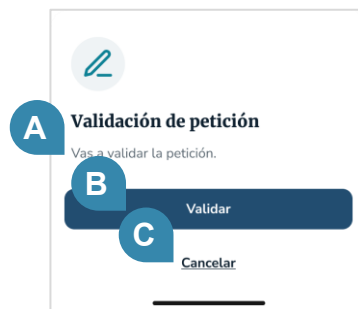 A
Validación de petición
Vas a validar la petición.
B
Validar
C
Cancelar